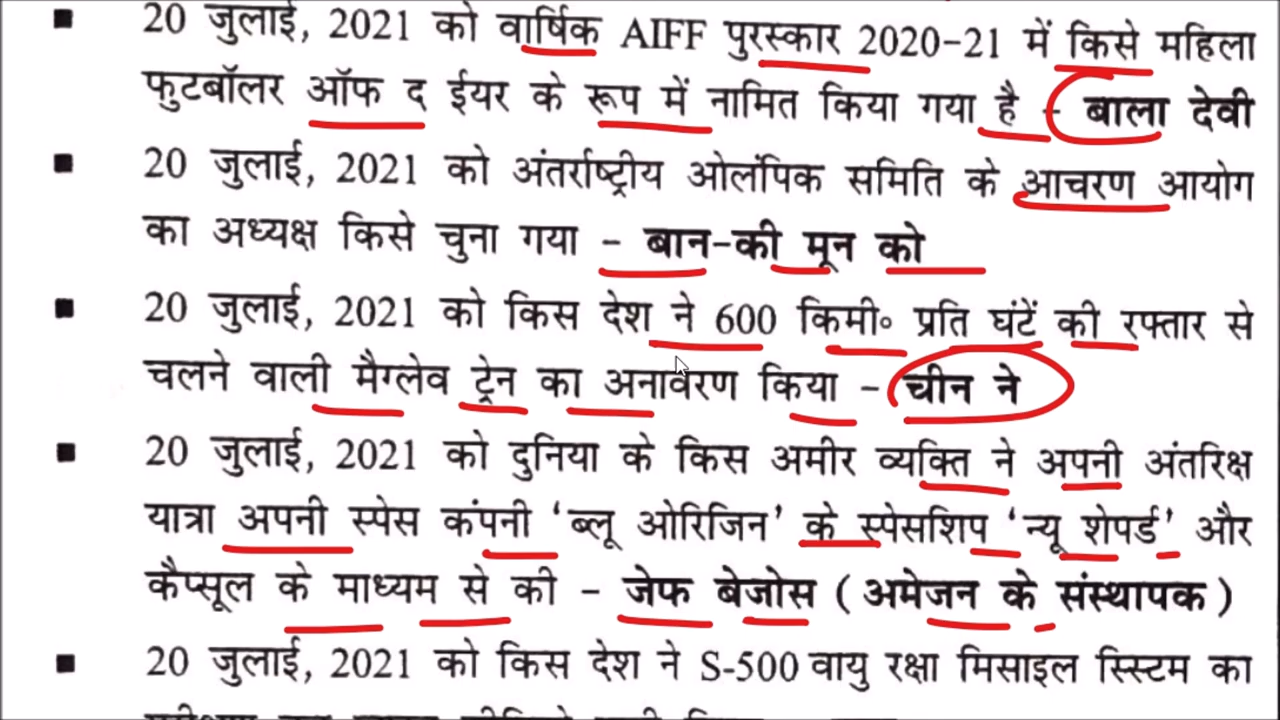 ▪ 20 जुलाई, 2021 को वार्षिक AIFF पुरस्कार 2020-21 में किसे महिला
फुटबॉलर ऑफ द ईयर के रूप में नामित किया गया है - बाला देवी
▪ 20 जुलाई, 2021 को अंतर्राष्ट्रीय ओलंपिक समिति के आचरण आयोग
का अध्यक्ष किसे चुना गया - बान-की मून को
▪ 20 जुलाई, 2021 को किस देश ने 600 किमी॰ प्रति घंटें की रफ्तार से
चलने वाली मैग्लेव ट्रेन का अनावरण किया - चीन ने
▪ 20 जुलाई, 2021 को दुनिया के किस अमीर व्यक्ति ने अपनी अंतरिक्ष
यात्रा अपनी स्पेस कंपनी ‘ब्लू ओरिजिन’ के स्पेसशिप ‘न्यू शेपर्ड’ और
कैप्सूल के माध्यम से की - जेफ बेजोस (अमेजन के संस्थापक)
▪ 20 जुलाई, 2021 को किस देश ने S-500 वायु रक्षा मिसाइल स्स्टिम का